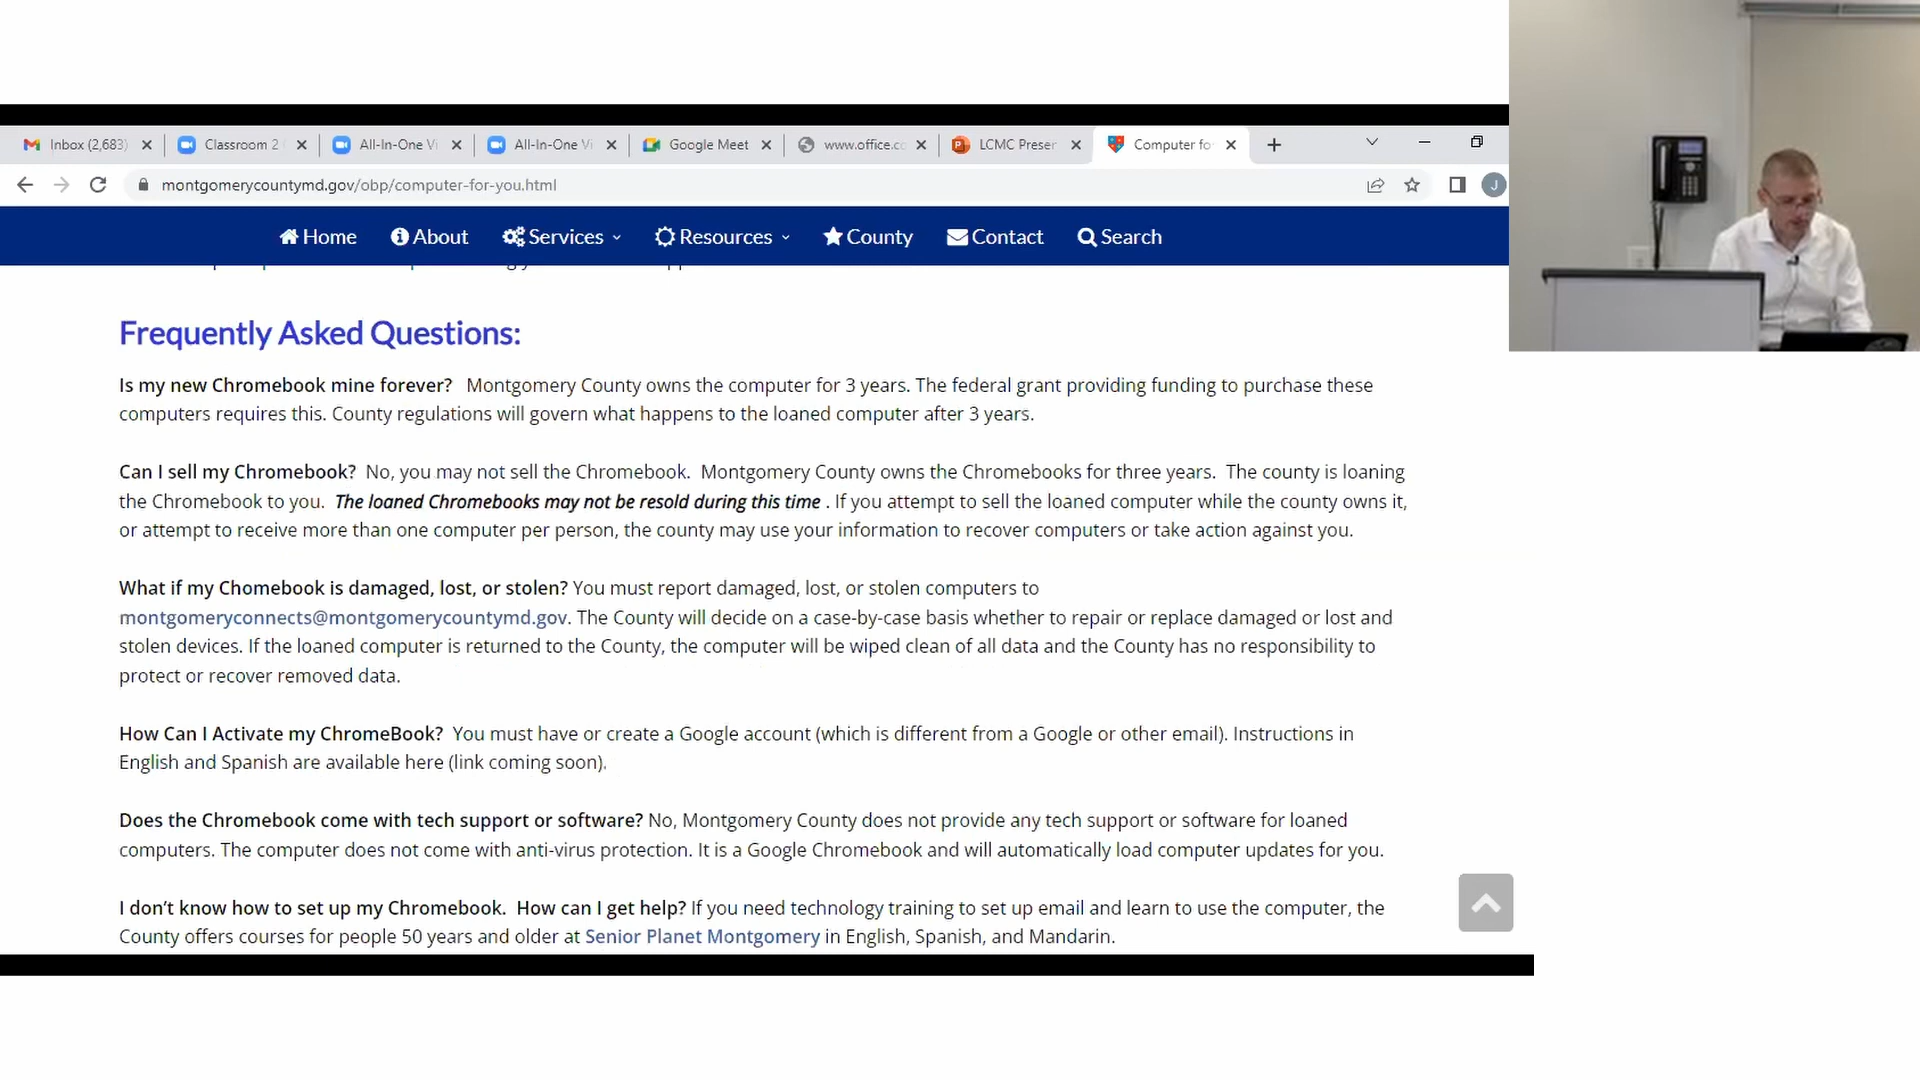 Inbox (2,683)
Classroom 2
All-In-One Vi
All-In-One Vi
Google Meet
www.office.cc
LCMC Preser
Computer fo
montgomerycountymd.gov/obp/computer-for-you.html
J
Home
About
Services
Resources
County
Contact
Search
Frequently Asked Questions:
Is my new Chromebook mine forever? Montgomery County owns the computer for 3 years. The federal grant providing funding to purchase these
computers requires this. County regulations will govern what happens to the loaned computer after 3 years.
Can I sell my Chromebook? No, you may not sell the Chromebook. Montgomery County owns the Chromebooks for three years. The county is loaning
the Chromebook to you. The loaned Chromebooks may not be resold during this time . If you attempt to sell the loaned computer while the county owns it,
or attempt to receive more than one computer per person, the county may use your information to recover computers or take action against you.
What if my Chomebook is damaged, lost, or stolen? You must report damaged, lost, or stolen computers to
montgomeryconnects@montgomerycountymd.gov. The County will decide on a case-by-case basis whether to repair or replace damaged or lost and
stolen devices. If the loaned computer is returned to the County, the computer will be wiped clean of all data and the County has no responsibility to
protect or recover removed data.
How Can I Activate my ChromeBook? You must have or create a Google account (which is different from a Google or other email). Instructions in
English and Spanish are available here (link coming soon).
Does the Chromebook come with tech support or software? No, Montgomery County does not provide any tech support or software for loaned
computers. The computer does not come with anti-virus protection. It is a Google Chromebook and will automatically load computer updates for you.
I don't know how to set up my Chromebook. How can I get help? If you need technology training to set up email and learn to use the computer, the
County offers courses for people 50 years and older at Senior Planet Montgomery in English, Spanish, and Mandarin.